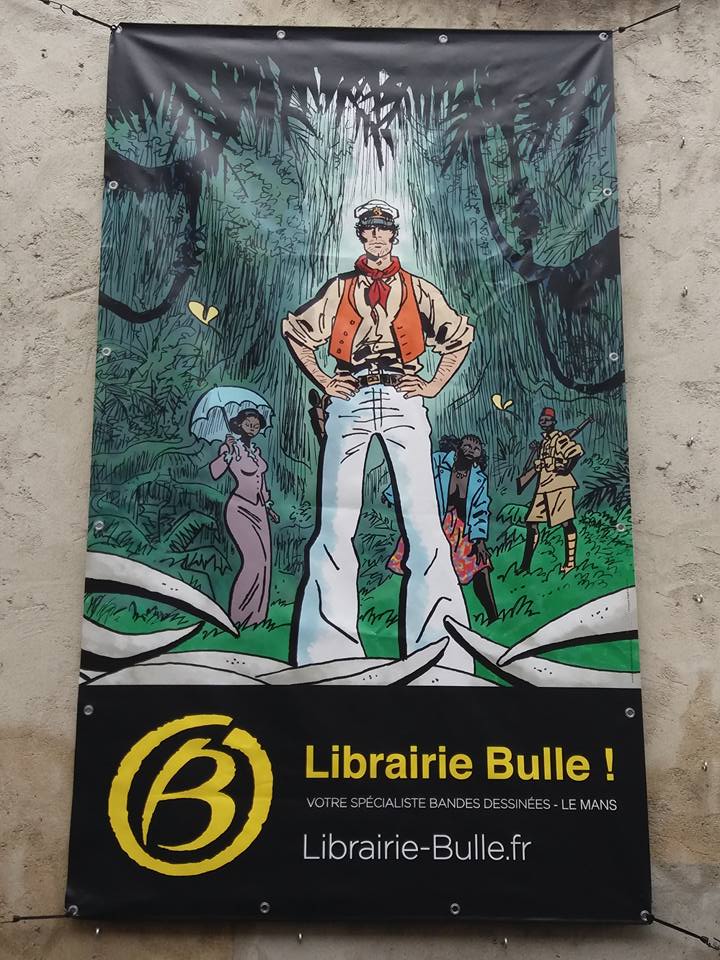 B
Librairie Bulle !
VOTRE SPÉCIALISTE BANDES DESSINÉES - LE MANS
Librairie-Bulle.fr